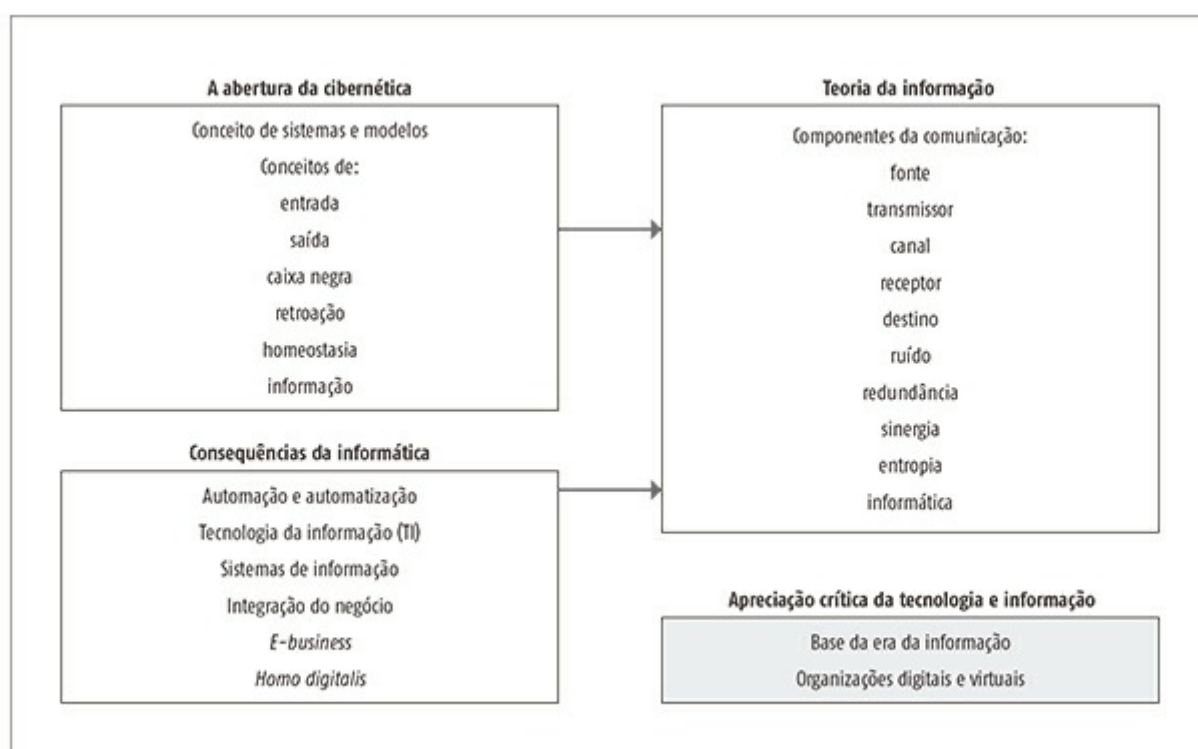 A abertura da cibernética
Conceito de sistemas e modelos
Conceitos de:
entrada
saída
caixa negra
retroação
homeostasia
informação
Consequências da informática
Automação e automatização
Tecnologia da informação (TI)
Sistemas de informação
Integração do negócio
E-business
Homo digitalis
Teoria da informação
Componentes da comunicação:
fonte
transmissor
canal
receptor
destino
ruído
redundância
sinergia
entropia
informática
Apreciação crítica da tecnologia e informação
Base da era da informação
Organizações digitais e virtuais